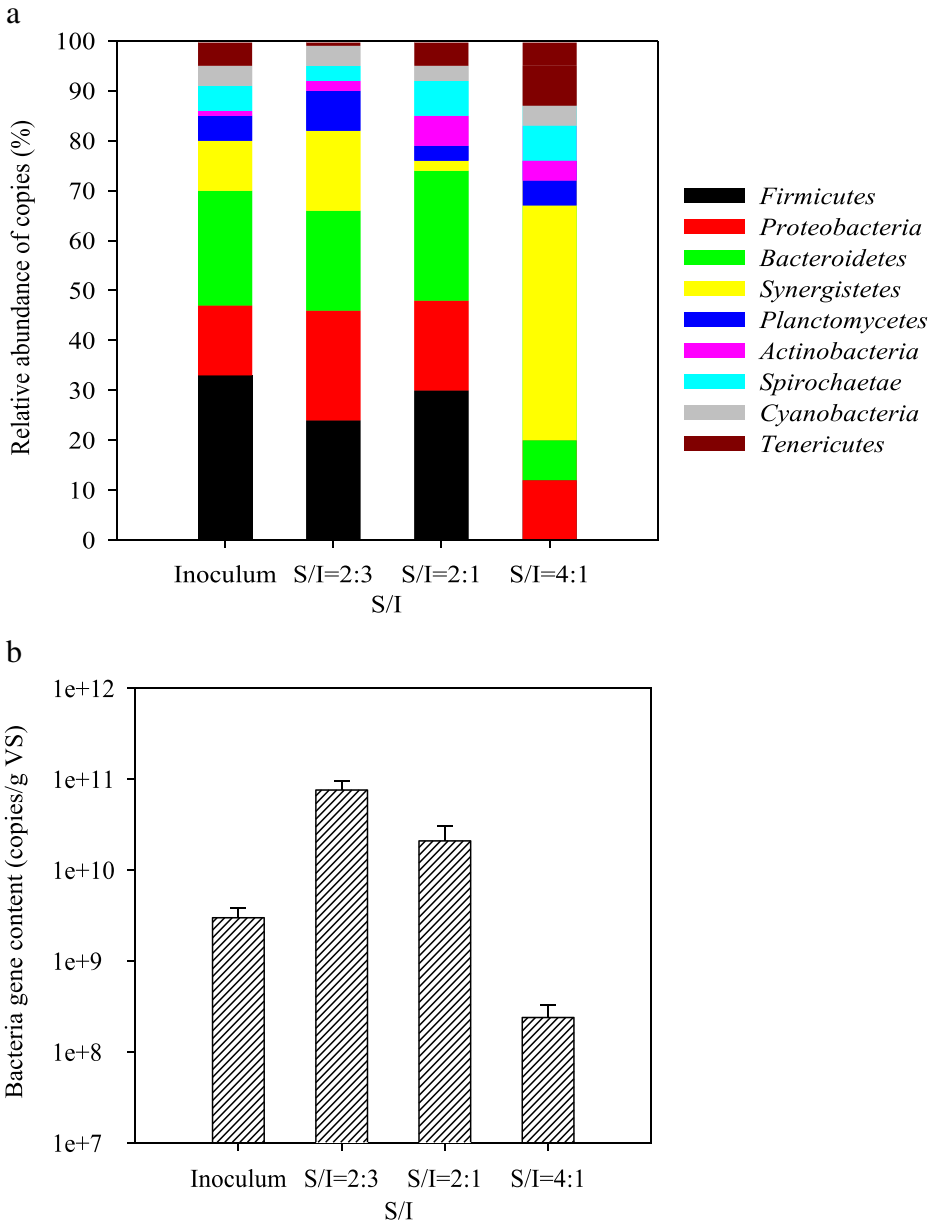 a
Relative abundance of copies (%)
100
90
80
70
60
50
40
30
20
10
0
Inoculum
S/I=2:3
S/I=2:1
S/I=4:1
S/I
Firmicutes
Proteobacteria
Bacteroidetes
Synergistetes
Planctomycetes
Actinobacteria
Spirochaetae
Cyanobacteria
Tenericutes
b
Bacteria gene content (copies/g VS)
1e+12
1e+11
1e+10
1e+9
1e+8
1e+7
Inoculum
S/I=2:3
S/I=2:1
S/I=4:1
S/I